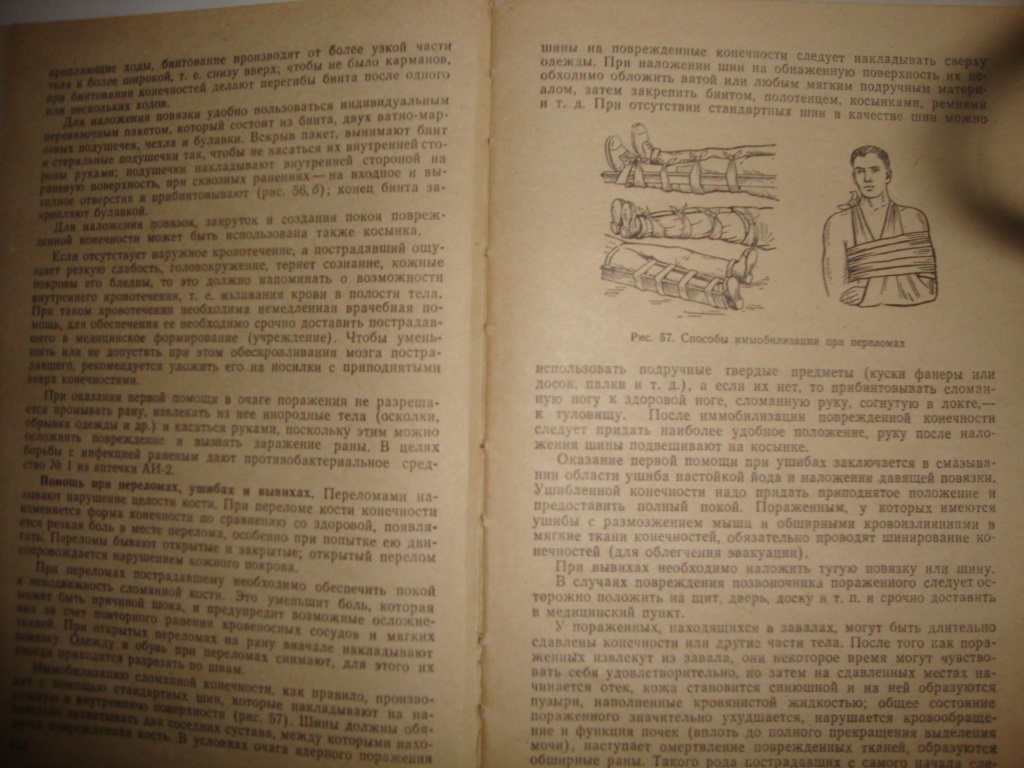 крепляющие ходы, бинтование производят от более узкой части
тела к более широкой, т. е. снизу вверх; чтобы не было карманов,
при бинтовании конечностей делают перегибы бинта после одного
или нескольких ходов.
Для наложения повязки удобно пользоваться индивидуальным
перевязочным пакетом, который состоит из бинта, двух ватно-мар-
левых подушечек, чехла и булавки. Вскрыв пакет, вынимают бинт
и стерильные подушечки так, чтобы не касаться их внутренней сто-
роны руками; подушечки накладывают внутренней стороной на
раневую поверхность, при сквозных ранениях — на входное и вы-
ходное отверстия и прибинтовывают (рис. 56, б); конец бинта за-
крепляют булавкой.
Для наложения повязок, закруток и создания покоя повреж-
денной конечности может быть использована также косынка.
Если отсутствует наружное кровотечение, а пострадавший ощу-
щает резкую слабость, головокружение, теряет сознание, кожные
покровы его бледны, то это должно напоминать о возможности
внутреннего кровотечения, т. е. изливания крови в полости тела.
При таком кровотечении необходима немедленная врачебная по-
мощь, для обеспечения ее необходимо срочно доставить пострадав-
шего в медицинское формирование (учреждение). Чтобы умень-
шить или не допустить при этом обескровливания мозга постра-
давшего, рекомендуется уложить его на носилки с приподнятыми
вверх конечностями.
При оказании первой помощи в очаге поражения не разреша-
ется промывать рану, извлекать из нее инородные тела (осколки,
обрывки одежды и др.) и касаться руками, поскольку этим можно
осложнить повреждение и вызвать заражение раны. В целях
борьбы с инфекцией раненым дают противобактериальное сред-
ство № 1 из аптечки АИ-2.
Помощь при переломах, ушибах и вывихах. Переломами на-
зывают нарушение целости кости. При переломе кости конечности
изменяется форма конечности по сравнению со здоровой, появля-
ется резкая боль в месте перелома, особенно при попытке ею дви-
гать. Переломы бывают открытые и закрытые; открытый перелом
сопровождается нарушением кожного покрова.
При переломах пострадавшему необходимо обеспечить покой
и неподвижность сломанной кости. Это уменьшит боль, которая
может быть причиной шока, и предупредит возможные осложне-
ния за счет повторного ранения кровеносных сосудов и мягких
тканей. При открытых переломах на рану вначале накладывают
повязку. Одежду и обувь при переломах снимают, для этого их
иногда приходится разрезать по швам.
Иммобилизацию сломанной конечности, как правило, произво-
дят с помощью стандартных шин, которые накладывают на на-
ружную и внутреннюю поверхности (рис. 57). Шины должны обя-
зательно захватывать два соседних сустава, между которыми нахо-
дится поврежденная кость. В условиях очага ядерного поражения
шины на поврежденные конечности следует накладывать сверху
одежды. При наложении шин на обнаженную поверхность их не-
обходимо обложить ватой или любым мягким подручным матери-
алом, затем закрепить бинтом, полотенцем, косынками, ремнями
и т. д. При отсутствии стандартных шин в качестве шин можно
Рис. 57. Способы иммобилизации при переломах
использовать подручные твердые предметы (куски фанеры или
досок, палки и т. д.), а если их нет, то прибинтовывать сломан-
ную ногу к здоровой ноге, сломанную руку, согнутую в локте,—
к туловищу. После иммобилизации поврежденной конечности
следует придать наиболее удобное положение, руку после нало-
жения шины подвешивают на косынке.
Оказание первой помощи при ушибах заключается в смазыва-
нии области ушиба настойкой йода и наложении давящей повязки.
Ушибленной конечности надо придать приподнятое положение и
предоставить полный покой. Пораженным, у которых имеются
ушибы с размозжением мышц и обширными кровоизлияниями в
мягкие ткани конечностей, обязательно проводят шинирование ко-
нечностей (для облегчения эвакуации).
При вывихах необходимо наложить тугую повязку или шину.
В случаях повреждения позвоночника пораженного следует ос-
торожно положить на щит, дверь, доску и т. п. и срочно доставить
в медицинский пункт.
У пораженных, находящихся в завалах, могут быть длительно
сдавлены конечности или другие части тела. После того как пора-
женных извлекут из завала, они некоторое время могут чувство-
вать себя удовлетворительно, но затем на сдавленных местах на-
чинается отек, кожа становится синюшной и на ней образуются
пузыри, наполненные кровянистой жидкостью; общее состояние
пораженного значительно ухудшается, нарушается кровообраще-
ние и функция почек (вплоть до полного прекращения выделения
мочи), наступает омертвление поврежденных тканей, образуются
обширные раны. Такого рода пострадавших с самого начала сле-